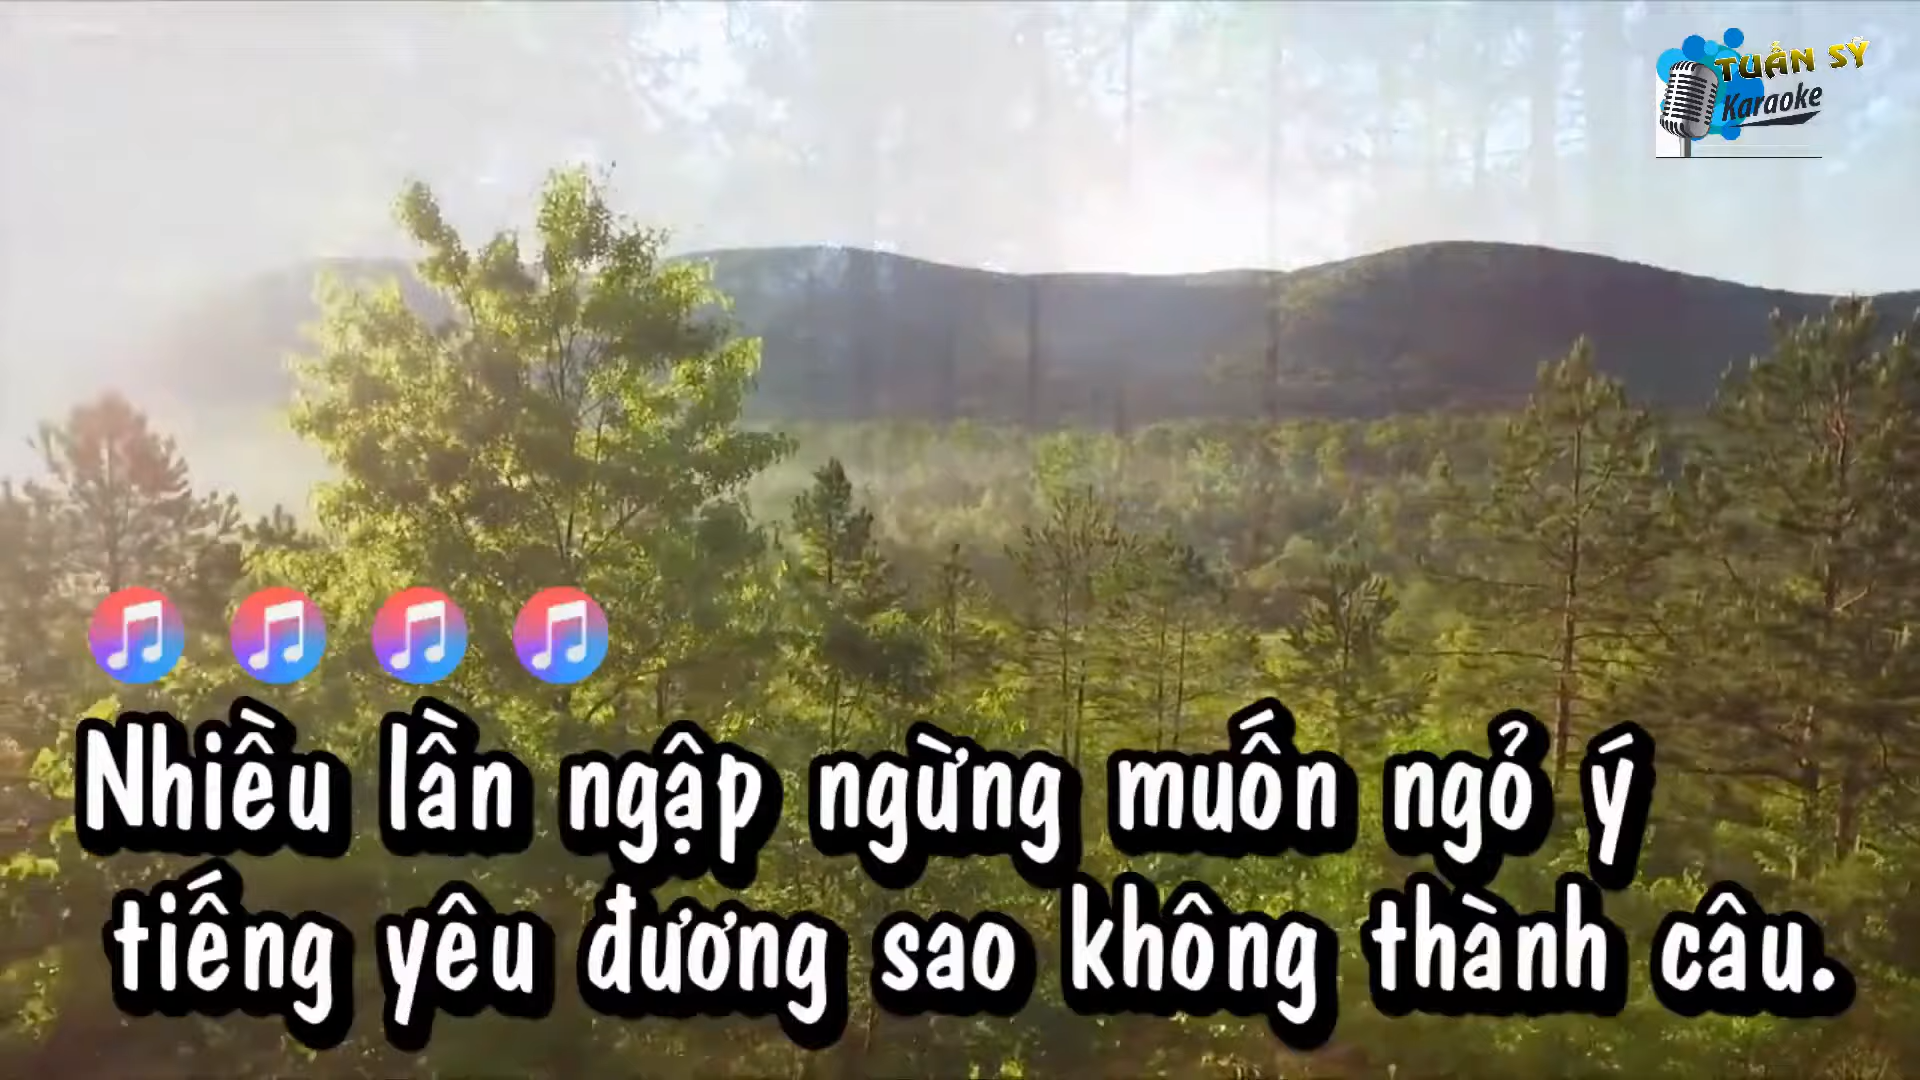 TUẤN SỸ
Karaoke
Nhiều lần ngập ngừng muốn ngỏ ý
tiếng yêu đương sao không thành câu.